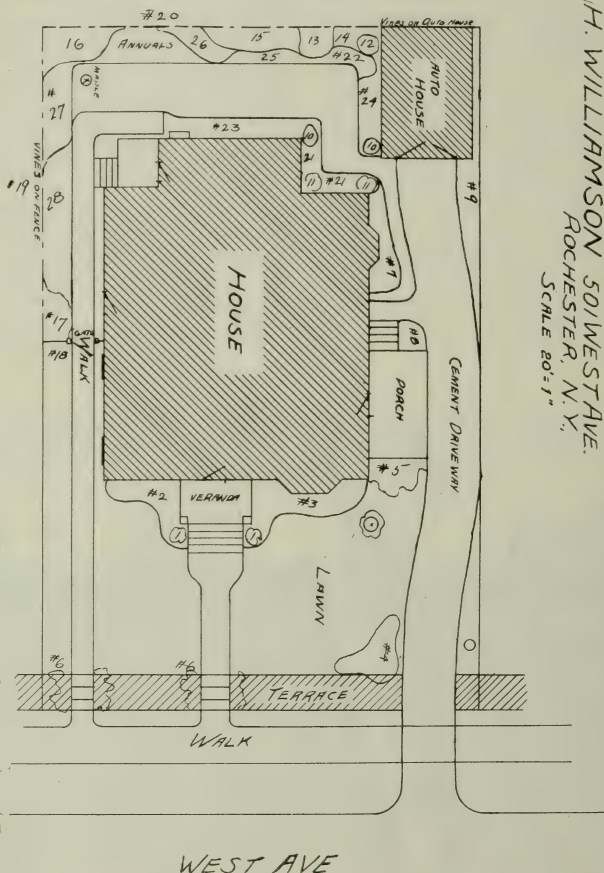 .H. WILLIAMSON 501 WEST AVE.
ROCHESTER, N.Y.,
SCALE 20'=1"
#20
VINES ON AUTO HOUSE
16
ANNUALS
26
15
13
14
12
25
#22
MAPLE
#
27
#24
AUTO
HOUSE
#23
10
10
21
11
#21
11
#19
VINES ON FENCE
28
#9
#7
HOUSE
#17
GATE
#18
WALK
#8
PORCH
CEMENT DRIVEWAY
#5
#2
VERANDA
#3
1
1
LAWN
#4
#6
#6
TERRACE
WALK
WEST AVE